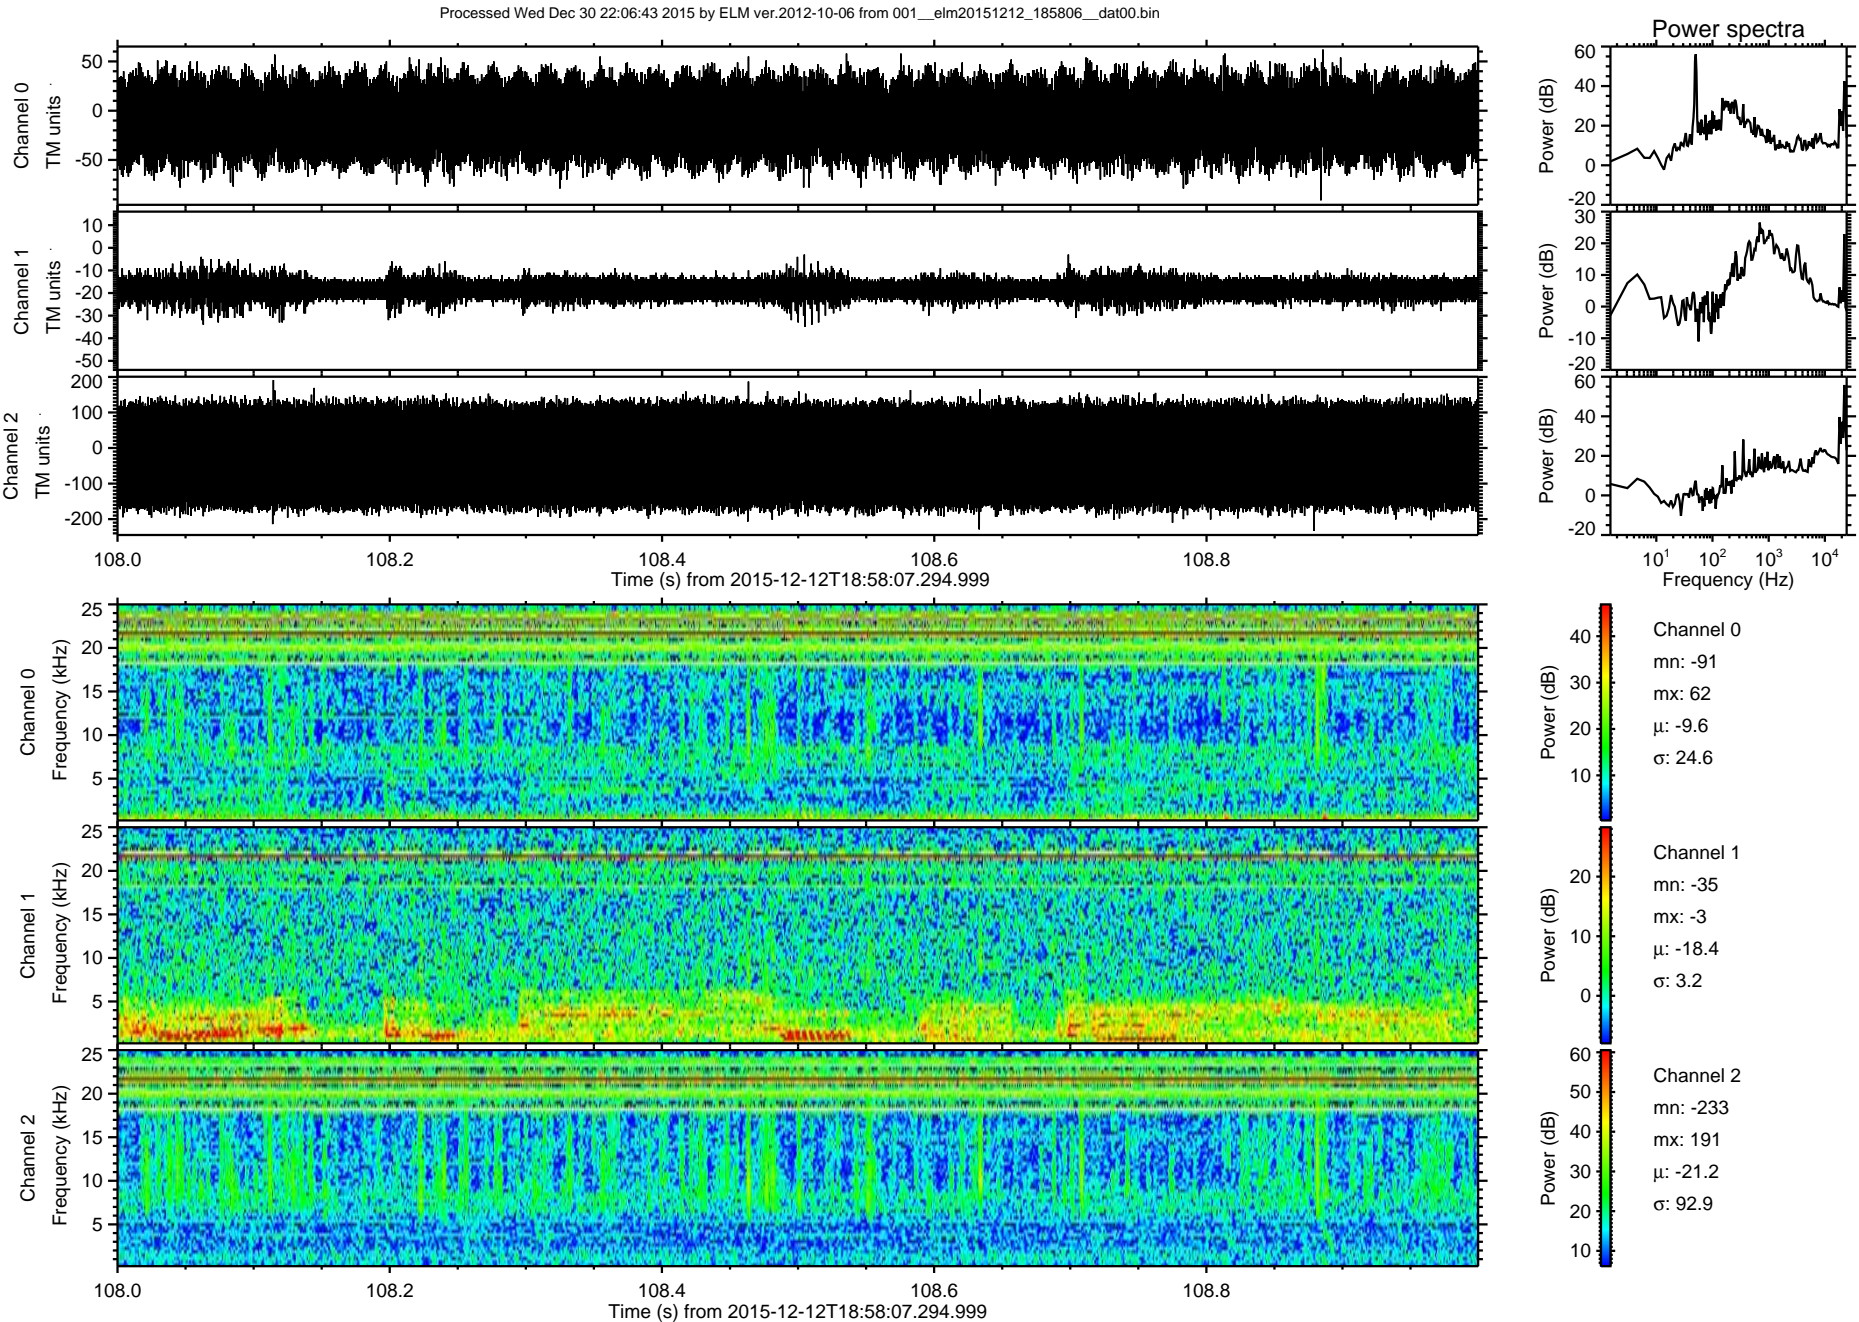 Processed Wed Dec 30 22:06:43 2015 by ELM ver.2012-10-06 from 001__elm20151212_185806__dat00.bin
Power spectra
Channel 0
TM units
50
0
-50
Power (dB)
60
40
20
0
-20
Channel 1
TM units
10
0
-10
-20
-30
-40
-50
Power (dB)
30
20
10
0
-10
-20
Channel 2
TM units
200
100
0
-100
-200
Power (dB)
60
40
20
0
-20
108.0 108.2 108.4 108.6 108.8
Time (s) from 2015-12-12T18:58:07.294.999
10^1 10^2 10^3 10^4
Frequency (Hz)
Channel 0
Frequency (kHz)
25
20
15
10
5
Power (dB)
40
30
20
10
Channel 0
mn: -91
mx: 62
μ: -9.6
σ: 24.6
Channel 1
Frequency (kHz)
25
20
15
10
5
Power (dB)
20
10
0
Channel 1
mn: -35
mx: -3
μ: -18.4
σ: 3.2
Channel 2
Frequency (kHz)
25
20
15
10
5
Power (dB)
60
50
40
30
20
10
Channel 2
mn: -233
mx: 191
μ: -21.2
σ: 92.9
108.0 108.2 108.4 108.6 108.8
Time (s) from 2015-12-12T18:58:07.294.999